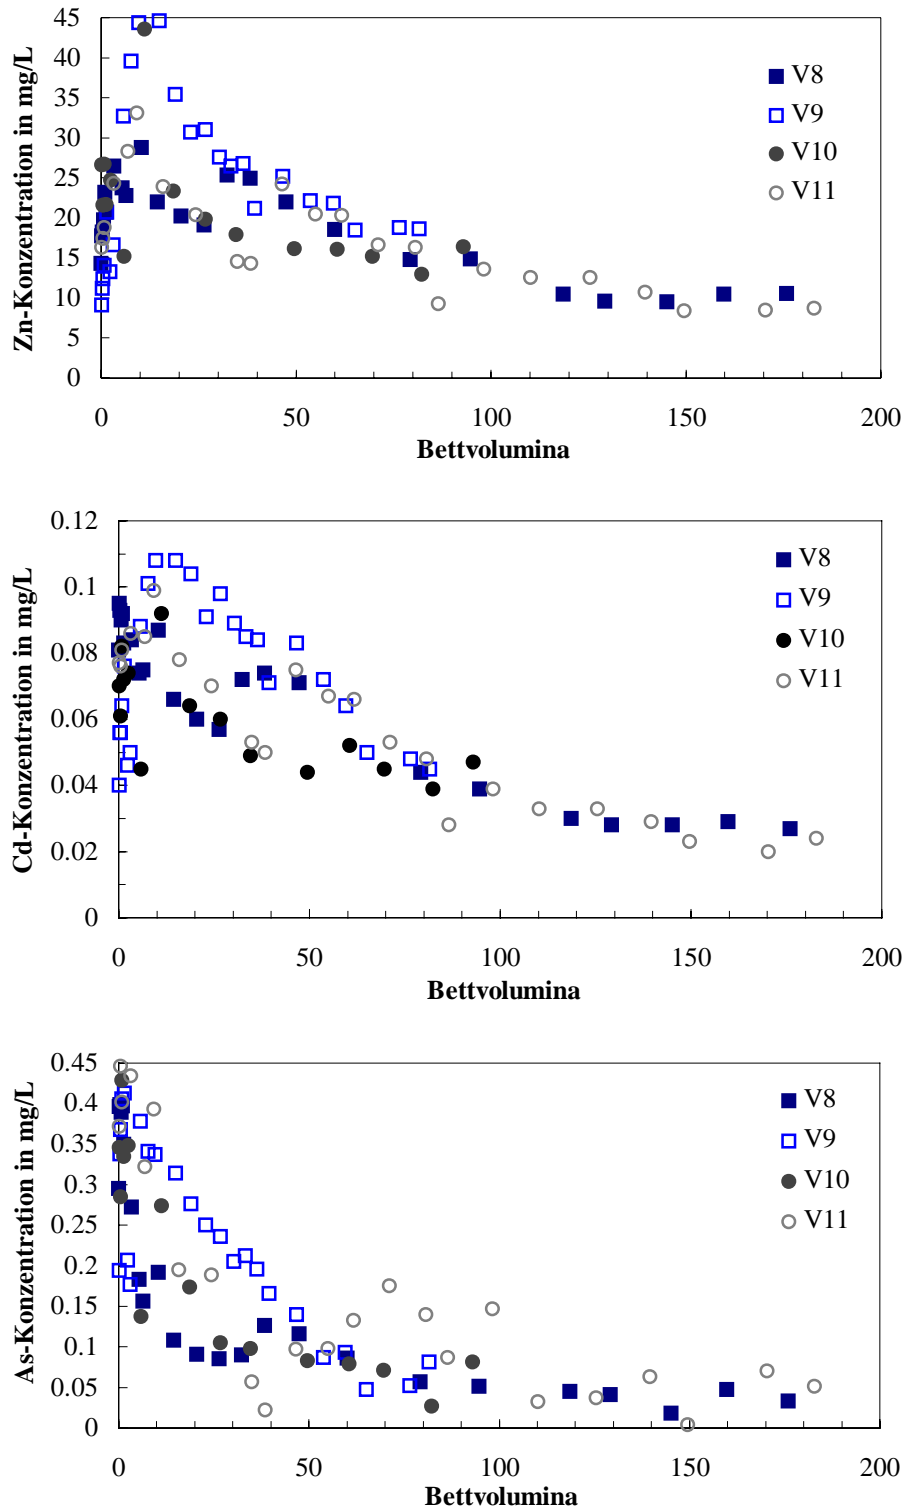 Zn-Konzentration in mg/L
45
40
35
30
25
20
15
10
5
0
0 50 100 150 200
Bettvolumina
V8
V9
V10
V11
Cd-Konzentration in mg/L
0.12
0.1
0.08
0.06
0.04
0.02
0
0 50 100 150 200
Bettvolumina
V8
V9
V10
V11
As-Konzentration in mg/L
0.45
0.4
0.35
0.3
0.25
0.2
0.15
0.1
0.05
0
0 50 100 150 200
Bettvolumina
V8
V9
V10
V11